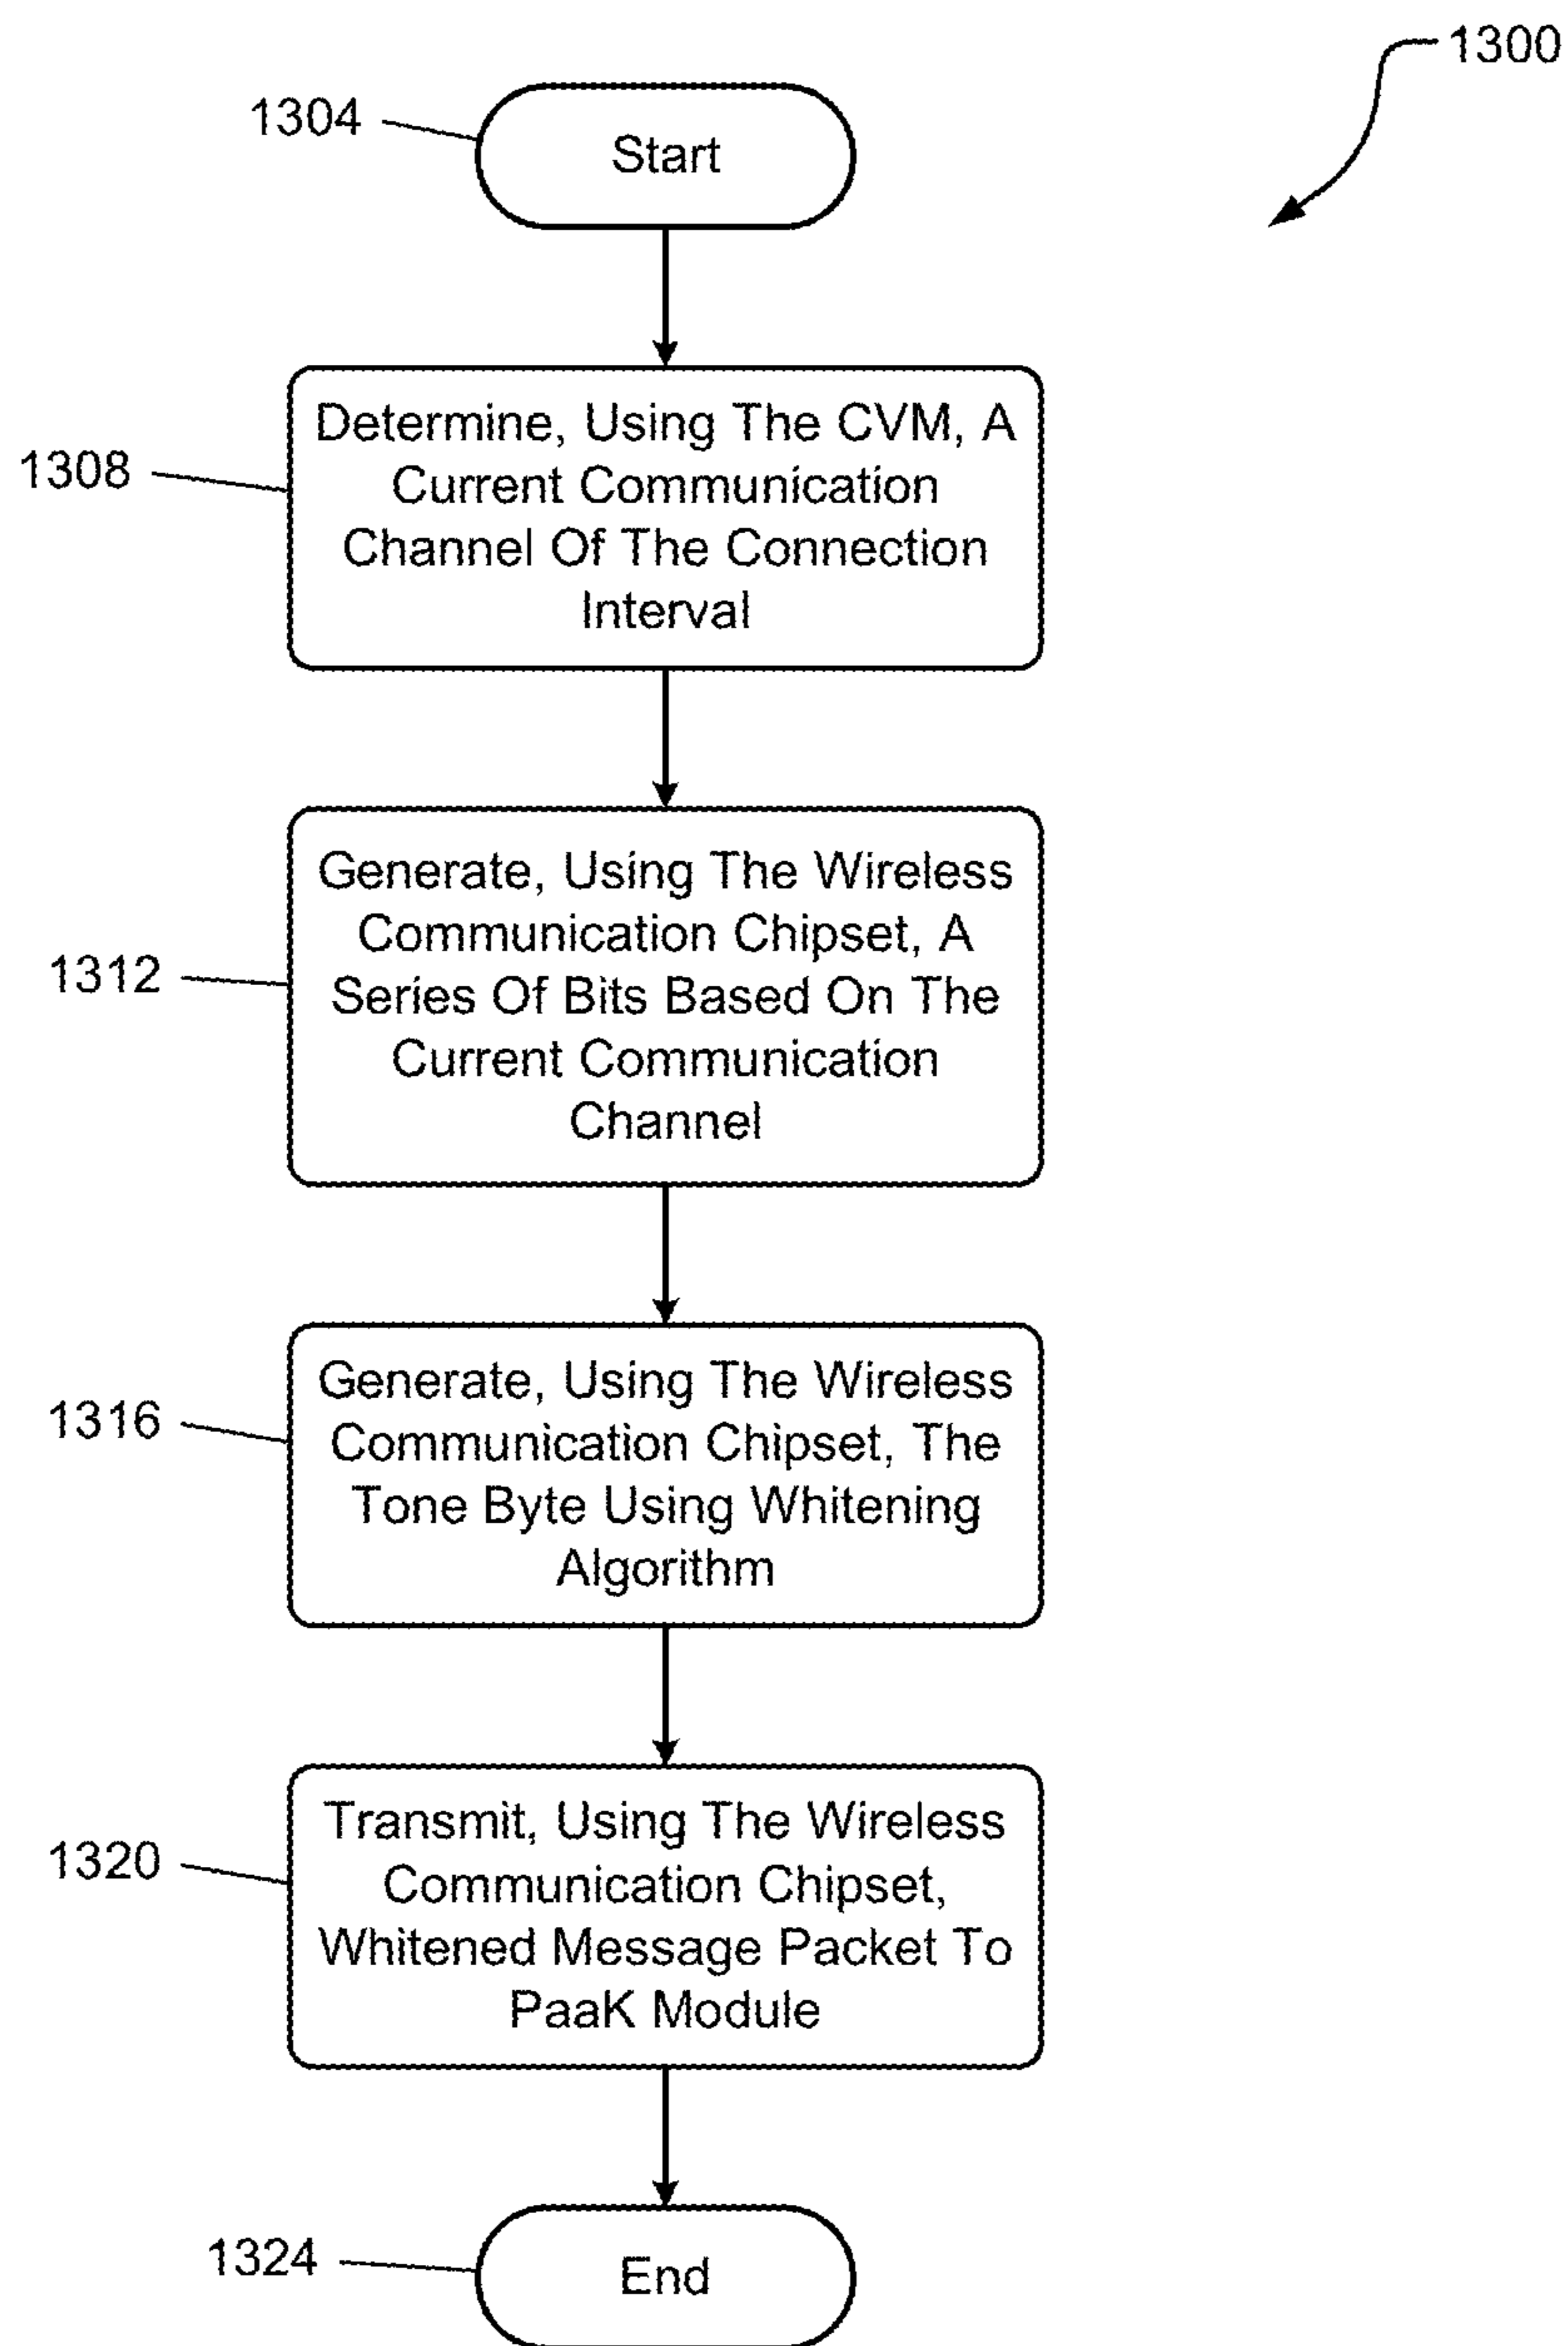 1300
1304
Start
1308
Determine, Using The CVM, A
Current Communication
Channel Of The Connection
Interval
1312
Generate, Using The Wireless
Communication Chipset, A
Series Of Bits Based On The
Current Communication
Channel
1316
Generate, Using The Wireless
Communication Chipset, The
Tone Byte Using Whitening
Algorithm
1320
Transmit, Using The Wireless
Communication Chipset,
Whitened Message Packet To
PaaK Module
1324
End